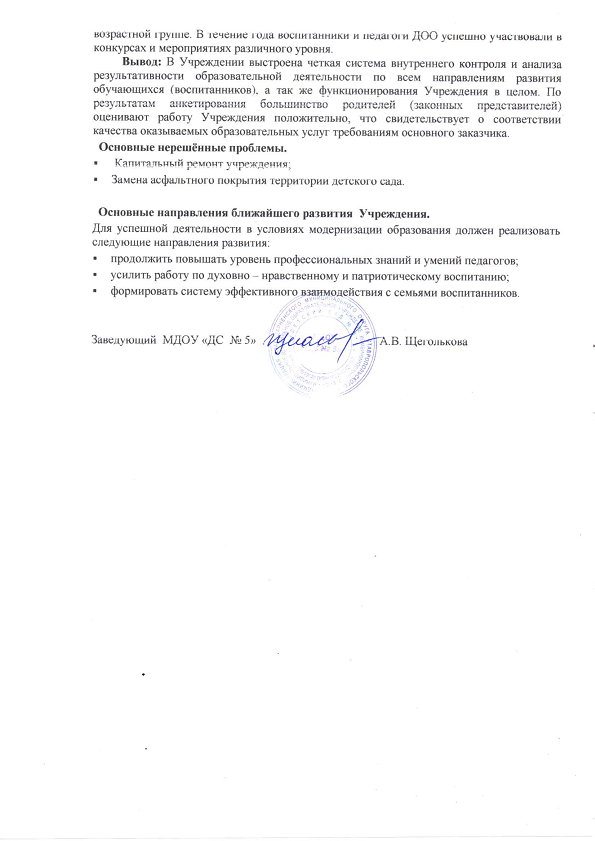 возрастной группе. В течение года воспитанники и педагоги ДОО успешно участвовали в
конкурсах и мероприятиях различного уровня.
Вывод: В Учреждении выстроена четкая система внутреннего контроля и анализа
результативности образовательной деятельности по всем направлениям развития
обучающихся (воспитанников), а так же функционирования Учреждения в целом. По
результатам анкетирования большинство родителей (законных представителей)
оценивают работу Учреждения положительно, что свидетельствует о соответствии
качества оказываемых образовательных услуг требованиям основного заказчика.
Основные нерешённые проблемы.
▪ Капитальный ремонт учреждения;
▪ Замена асфальтного покрытия территории детского сада.
Основные направления ближайшего развития Учреждения.
Для успешной деятельности в условиях модернизации образования должен реализовать
следующие направления развития:
▪ продолжить повышать уровень профессиональных знаний и умений педагогов;
▪ усилить работу по духовно – нравственному и патриотическому воспитанию;
▪ формировать систему эффективного взаимодействия с семьями воспитанников.
Заведующий МДОУ «ДС № 5» А.В. Щеголькова